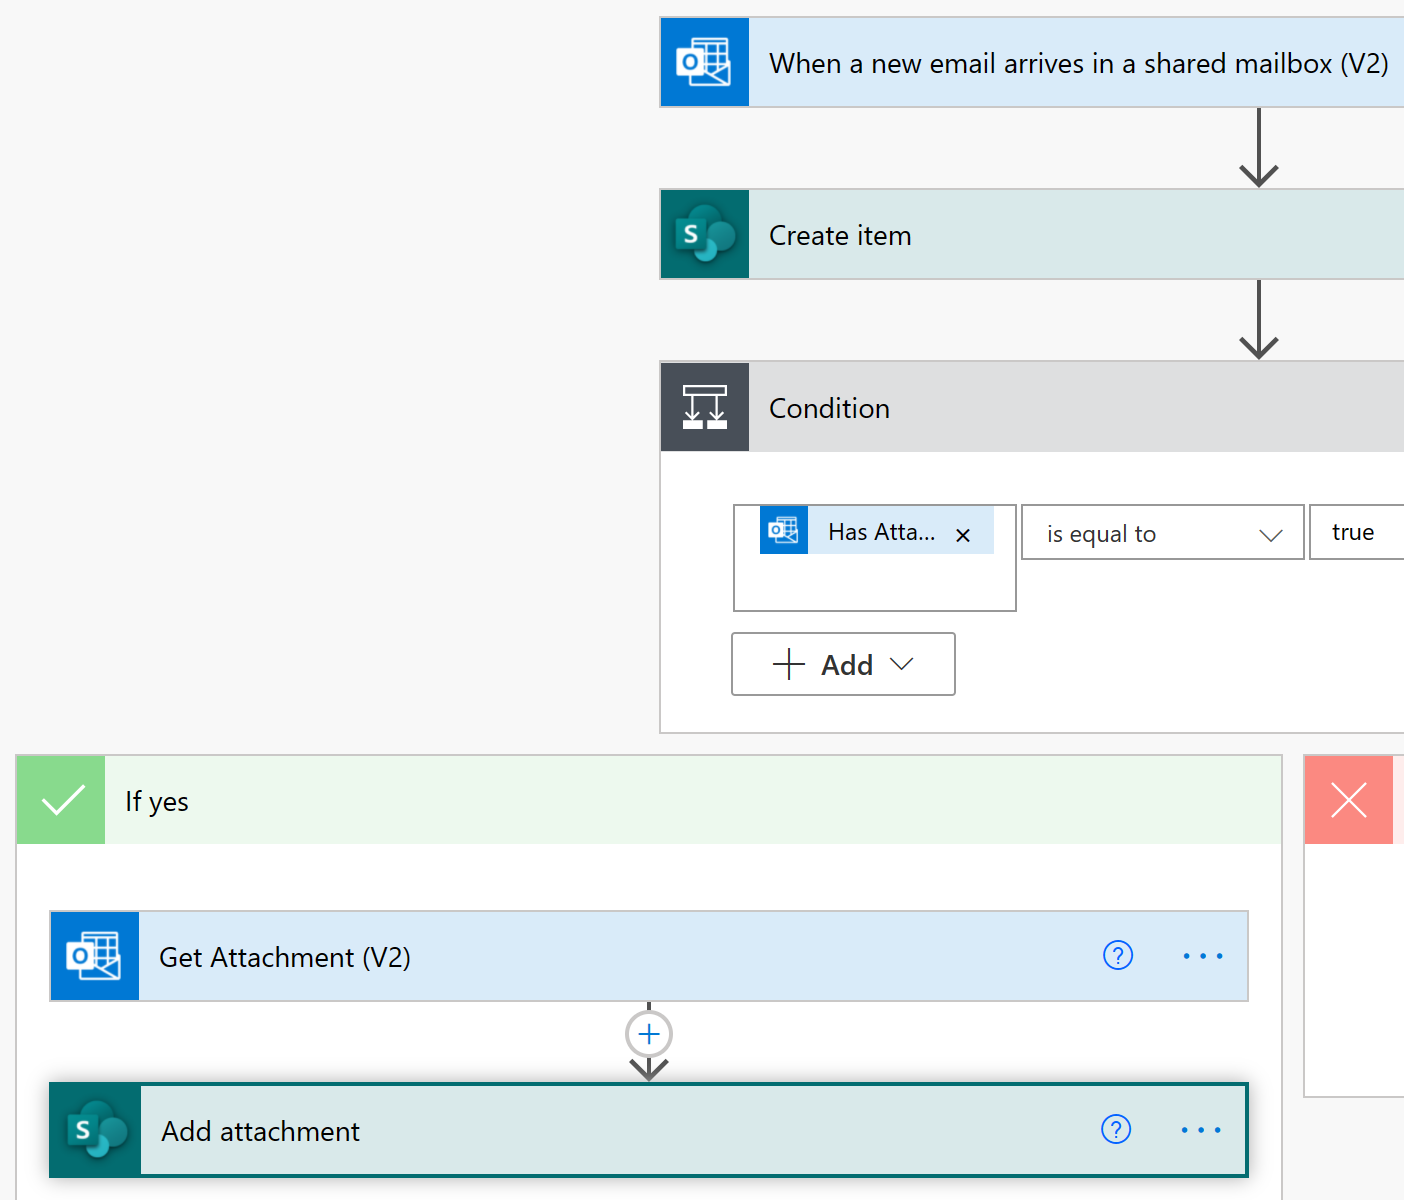 When a new email arrives in a shared mailbox (V2)
Create item
Condition
Has Atta... × is equal to true
+ Add
If yes
Get Attachment (V2) ? ...
+
Add attachment ? ...